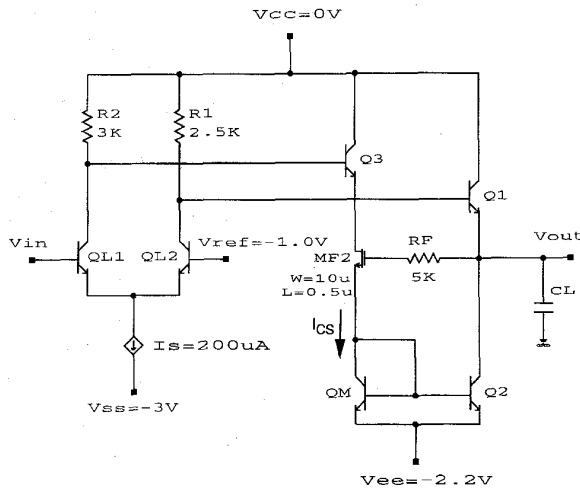 Vcc=0V
R2
3K
R1
2.5K
Q3
Q1
Vin
QL1
QL2
Vref=-1.0V
MF2
W=10u
L=0.5u
RF
5K
Vout
CL
Is=200uA
ICS
Vss=-3V
QM
Q2
Vee=-2.2V